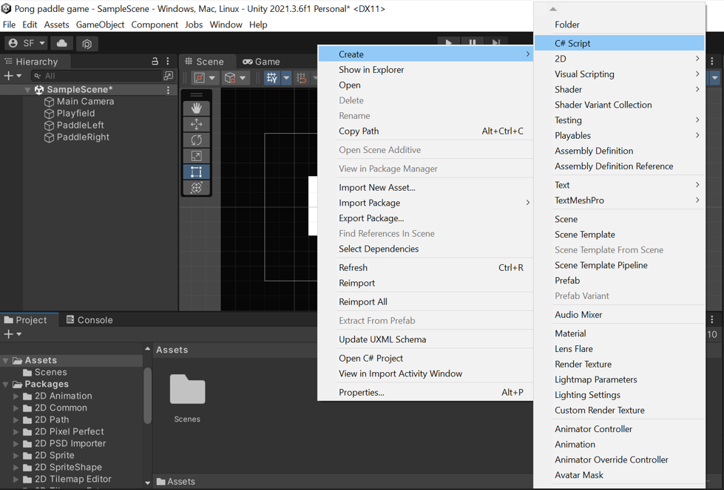 Pong paddle game - SampleScene - Windows, Mac, Linux - Unity 2021.3.6f1 Personal* <DX11>
File Edit Assets GameObject Component Jobs Window Help
SF
Hierarchy
All
SampleScene*
Main Camera
Playfield
PaddleLeft
PaddleRight
Scene
Game
Project
Console
10
Assets
Scenes
Packages
2D Animation
2D Common
2D Path
2D Pixel Perfect
2D PSD Importer
2D Sprite
2D SpriteShape
2D Tilemap Editor
Assets
Scenes
Assets
Create
Show in Explorer
Open
Delete
Rename
Copy Path Alt+Ctrl+C
Open Scene Additive
View in Package Manager
Import New Asset...
Import Package
Export Package...
Find References In Scene
Select Dependencies
Refresh Ctrl+R
Reimport
Reimport All
Extract From Prefab
Update UXML Schema
Open C# Project
View in Import Activity Window
Properties... Alt+P
Folder
C# Script
2D
Visual Scripting
Shader
Shader Variant Collection
Testing
Playables
Assembly Definition
Assembly Definition Reference
Text
TextMeshPro
Scene
Scene Template
Scene Template From Scene
Scene Template Pipeline
Prefab
Prefab Variant
Audio Mixer
Material
Lens Flare
Render Texture
Lightmap Parameters
Lighting Settings
Custom Render Texture
Animator Controller
Animation
Animator Override Controller
Avatar Mask